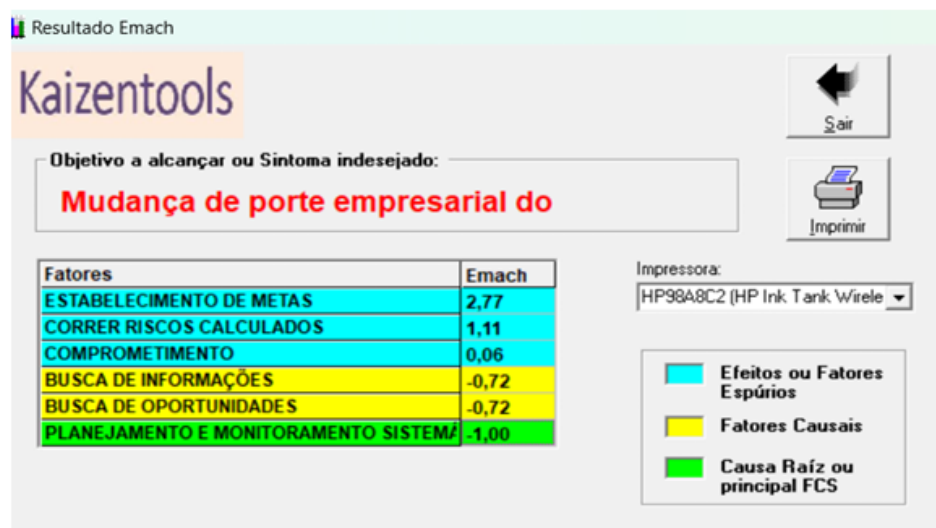 Resultado Emach
Kaizentools
Sair
Objetivo a alcançar ou Sintoma indesejado:
Mudança de porte empresarial do
Imprimir
Fatores Emach
ESTABELECIMENTO DE METAS 2,77
CORRER RISCOS CALCULADOS 1,11
COMPROMETIMENTO 0,06
BUSCA DE INFORMAÇÕES -0,72
BUSCA DE OPORTUNIDADES -0,72
PLANEJAMENTO E MONITORAMENTO SISTEMÁ -1,00
Impressora:
HP98A8C2 (HP Ink Tank Wirele
Efeitos ou Fatores
Espúrios
Fatores Causais
Causa Raíz ou
principal FCS